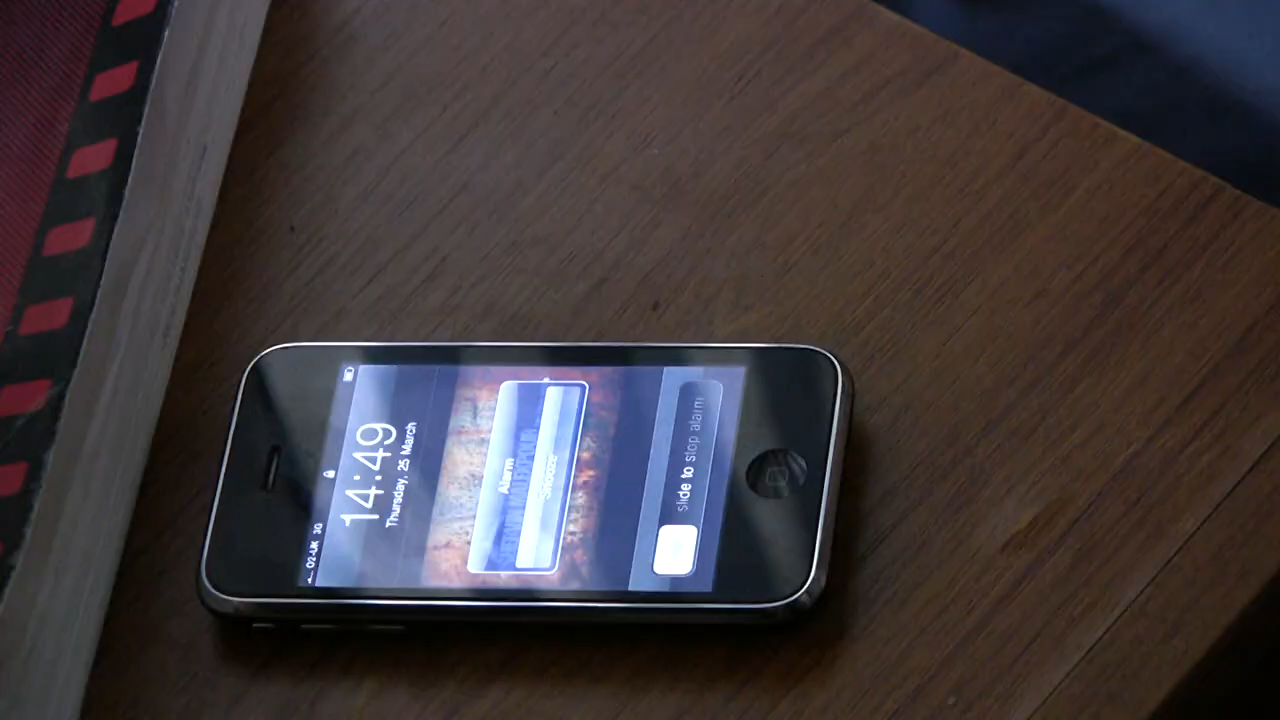 O2-UK 3G
14:49
Thursday, 25 March
Alarm
Snooze
slide to stop alarm